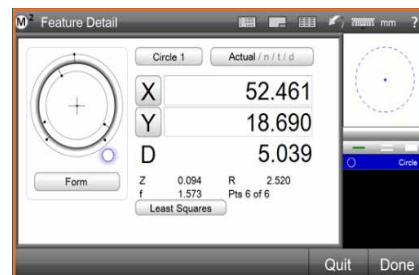 M² Feature Detail mm ?
Circle 1 Actual / n / t / d
X 52.461
Y 18.690
D 5.039
Z 0.094 R 2.520
f 1.573 Pts 6 of 6
Form
Least Squares
Circle
Quit Done